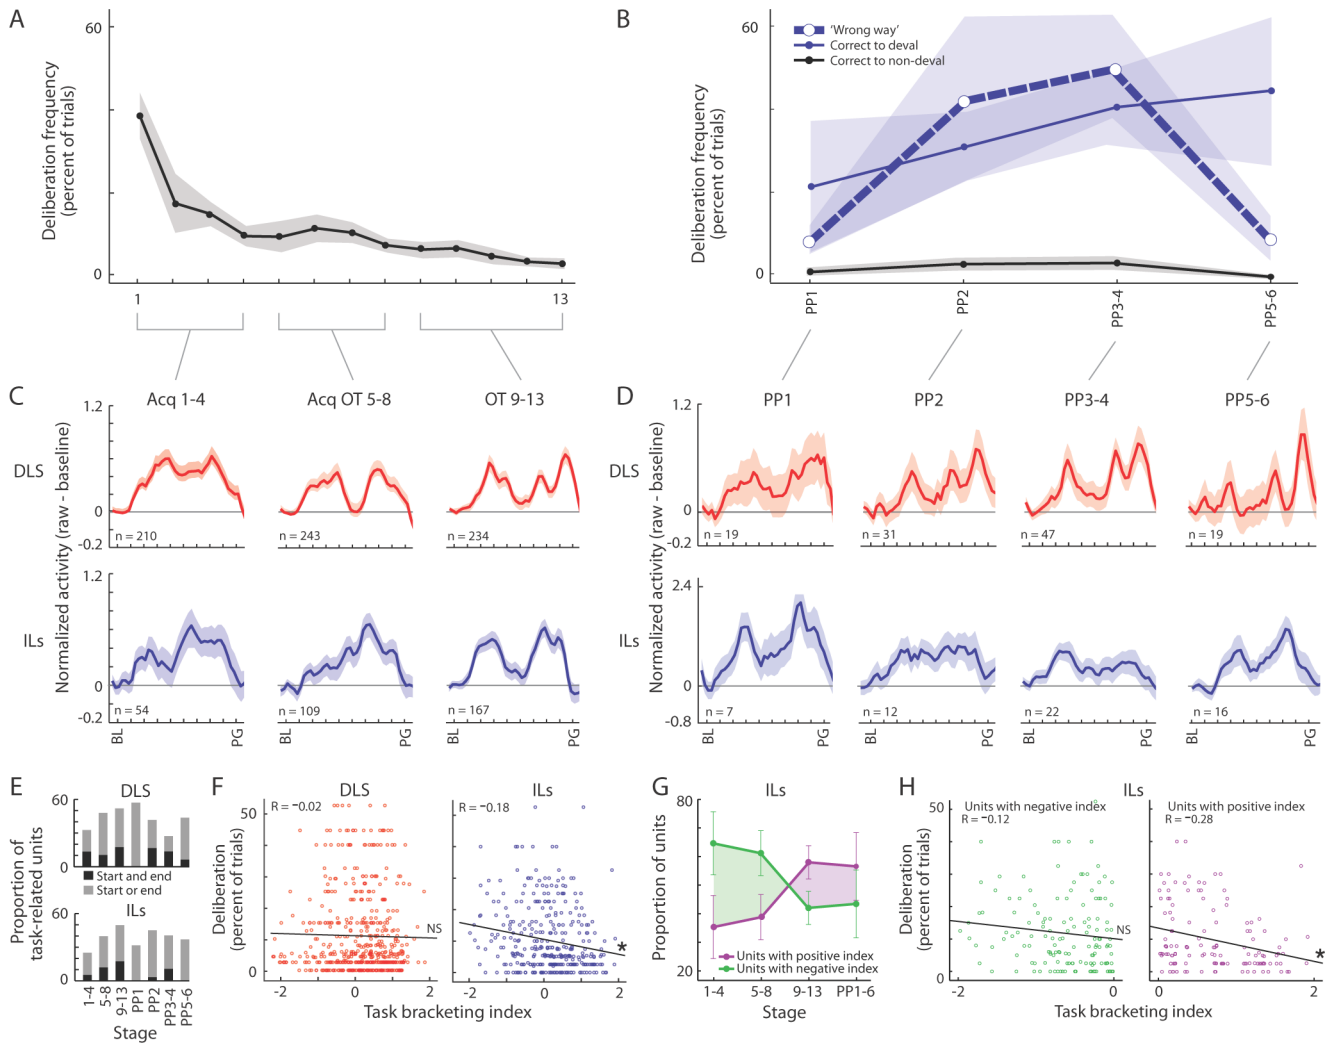 A
60
Deliberation frequency
(percent of trials)
0
1
13
B
60
Deliberation frequency
(percent of trials)
0
'Wrong way'
Correct to deval
Correct to non-deval
PP1
PP2
PP3-4
PP5-6
C
Acq 1-4
Acq OT 5-8
OT 9-13
Normalized activity (raw - baseline)
DLS
1.2
0
-0.2
n = 210
n = 243
n = 234
ILs
1.2
0
-0.2
n = 54
n = 109
n = 167
BL
PG
BL
PG
BL
PG
D
PP1
PP2
PP3-4
PP5-6
Normalized activity (raw - baseline)
DLS
1.2
0
-0.2
n = 19
n = 31
n = 47
n = 19
ILs
2.4
0
-0.8
n = 7
n = 12
n = 22
n = 16
BL
PG
BL
PG
BL
PG
BL
PG
E
DLS
Proportion of
task-related units
60
0
Start and end
Start or end
ILs
60
0
1-4
5-8
9-13
PP1
PP2
PP3-4
PP5-6
Stage
F
DLS
R = -0.02
Deliberation
(percent of trials)
50
0
NS
-2
0
2
ILs
R = -0.18
*
-2
0
2
Task bracketing index
G
ILs
Proportion of units
80
20
Units with positive index
Units with negative index
1-4
5-8
9-13
PP1-6
Stage
H
ILs
Deliberation
(percent of trials)
50
0
Units with negative index
R = -0.12
NS
-2
0
Units with positive index
R = -0.28
*
0
2
Task bracketing index